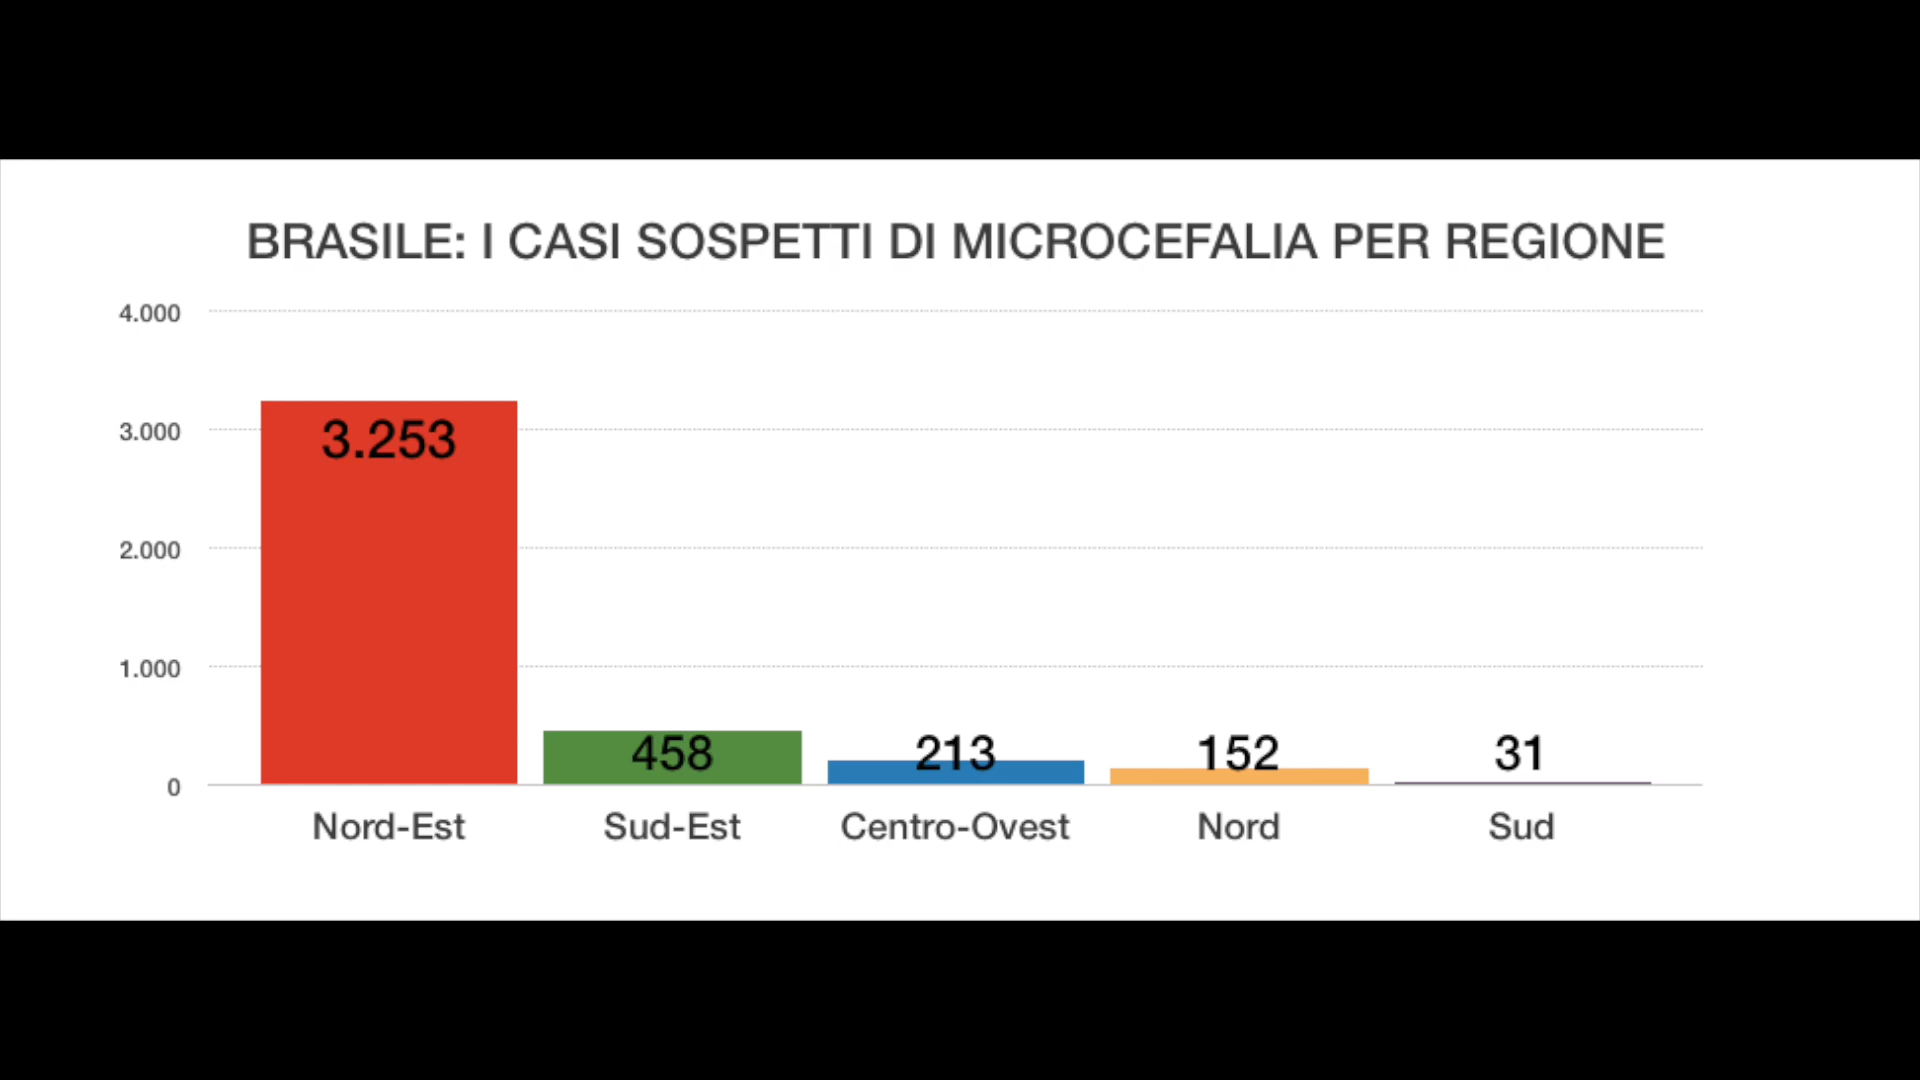 BRASILE: I CASI SOSPETTI DI MICROCEFALIA PER REGIONE
4.000
3.000
2.000
1.000
0
3.253
458
213
152
31
Nord-Est
Sud-Est
Centro-Ovest
Nord
Sud